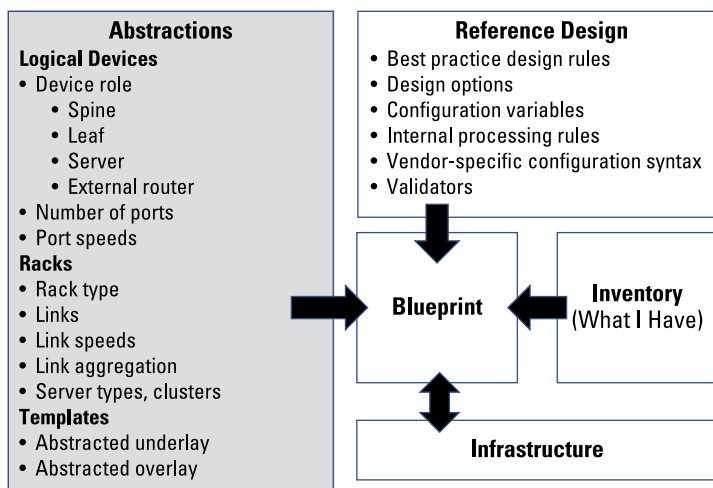 Abstractions
Logical Devices
• Device role
• Spine
• Leaf
• Server
• External router
• Number of ports
• Port speeds
Racks
• Rack type
• Links
• Link speeds
• Link aggregation
• Server types, clusters
Templates
• Abstracted underlay
• Abstracted overlay
Reference Design
• Best practice design rules
• Design options
• Configuration variables
• Internal processing rules
• Vendor-specific configuration syntax
• Validators
Blueprint
Inventory
(What I Have)
Infrastructure